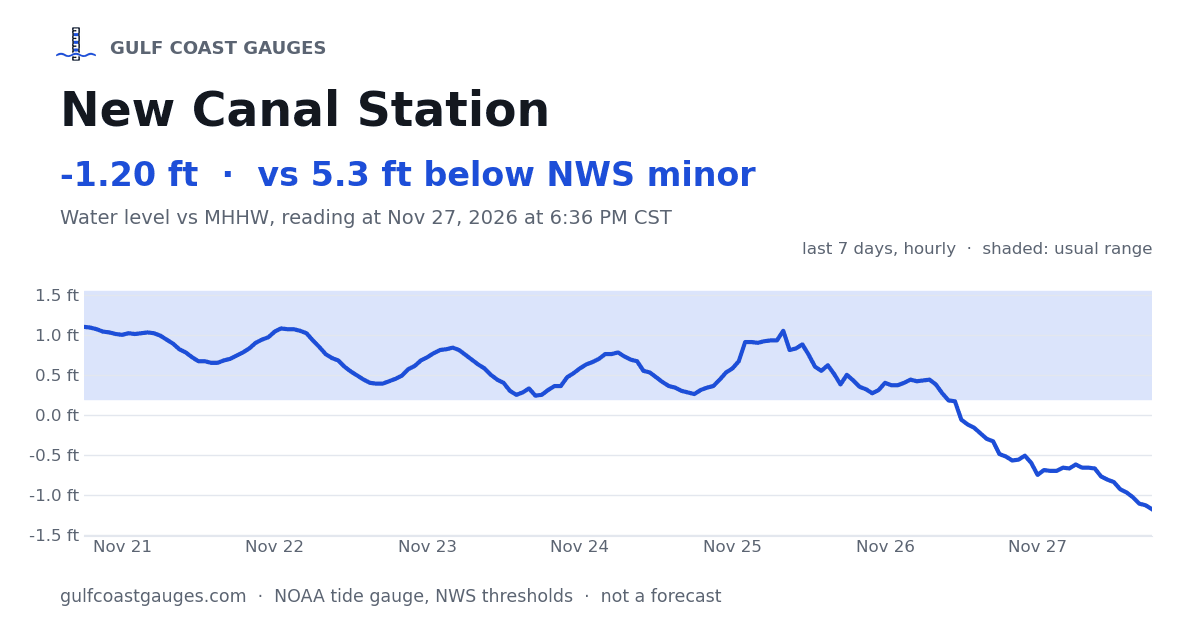 GULF COAST GAUGES
New Canal Station
-1.20 ft · vs 5.3 ft below NWS minor
Water level vs MHHW, reading at Nov 27, 2026 at 6:36 PM CST
last 7 days, hourly · shaded: usual range
1.5 ft
1.0 ft
0.5 ft
0.0 ft
-0.5 ft
-1.0 ft
-1.5 ft
Nov 21 Nov 22 Nov 23 Nov 24 Nov 25 Nov 26 Nov 27
gulfcoastgauges.com · NOAA tide gauge, NWS thresholds · not a forecast